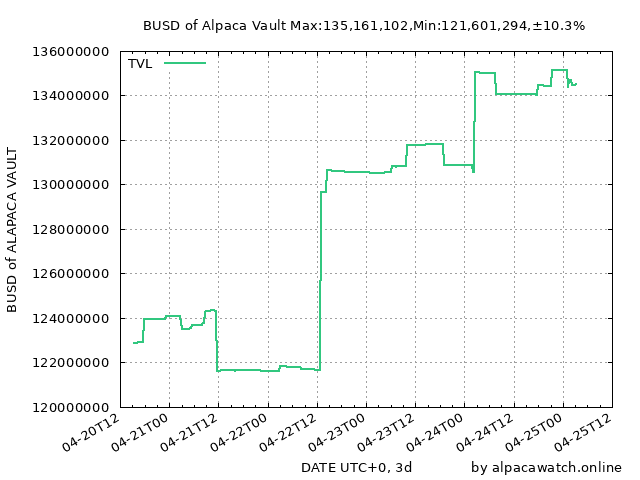 BUSD of Alpaca Vault Max:135,161,102,Min:121,601,294,±10.3%
TVL
136000000
134000000
132000000
130000000
128000000
126000000
124000000
122000000
120000000
BUSD of ALAPACA VAULT
04-20T12
04-21T00
04-21T12
04-22T00
04-22T12
04-23T00
04-23T12
04-24T00
04-24T12
04-25T00
04-25T12
DATE UTC+0, 3d
by alpacawatch.online